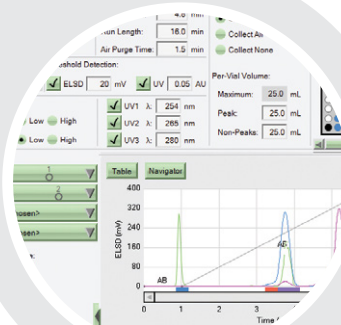 4.0 min
Run Length: 16.0 min
Air Purge Time: 1.5 min
Collect All
Collect None
Threshold Detection:
ELSD 20 mV UV 0.05 AU
Low High
Low High
UV1 λ: 254 nm
UV2 λ: 265 nm
UV3 λ: 280 nm
Per-Vial Volume:
Maximum: 25.0 mL
Peak: 25.0 mL
Non-Peaks: 25.0 mL
1
2
Table Navigator
400
320
240
160
80
0
ELSD (mV)
AB
AB
0 1 2 3